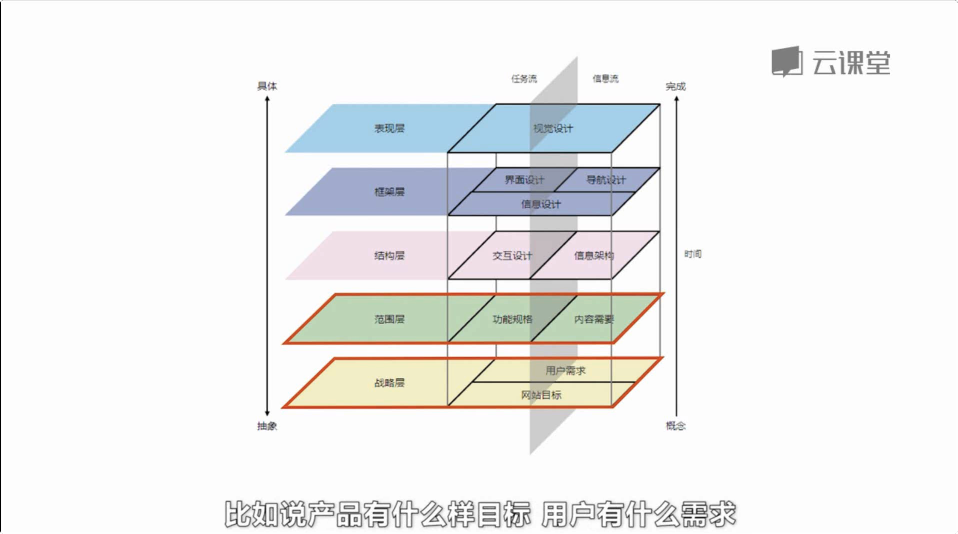 云课堂
任务流
信息流
具体
完成
表现层
视觉设计
框架层
界面设计
导航设计
信息设计
结构层
交互设计
信息架构
时间
范围层
功能规格
内容需要
战略层
用户需求
网站目标
抽象
概念
比如说产品有什么样目标 用户有什么需求